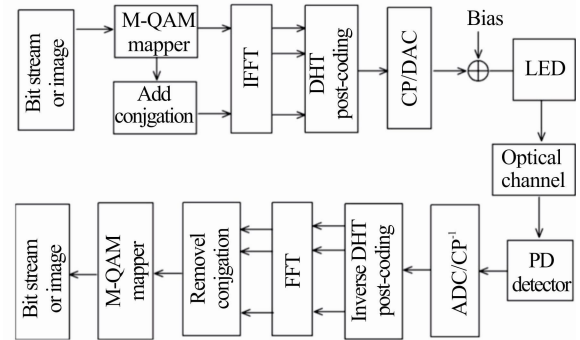 Bit stream
or image
M-QAM
mapper
Add
conjgation
IFFT
DHT
post-coding
CP/DAC
Bias
LED
Optical
channel
PD
detector
ADC/CP⁻¹
Inverse DHT
post-coding
FFT
Removel
conjgation
M-QAM
mapper
Bit stream
or image